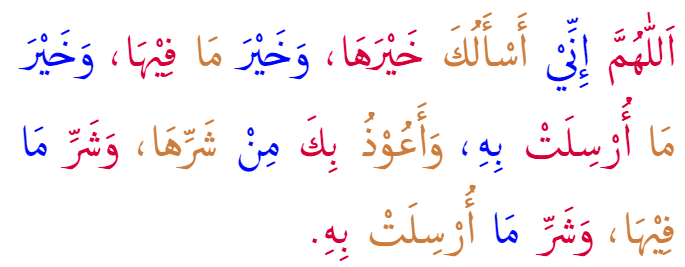 اَللّٰهُمَّ إِنِّيْ أَسْأَلُكَ خَيْرَهَا، وَخَيْرَ مَا فِيْهَا، وَخَيْرَ
مَا أُرْسِلَتْ بِهِ، وَأَعُوْذُ بِكَ مِنْ شَرِّهَا، وَشَرِّ مَا
فِيْهَا، وَشَرِّ مَا أُرْسِلَتْ بِهِ.